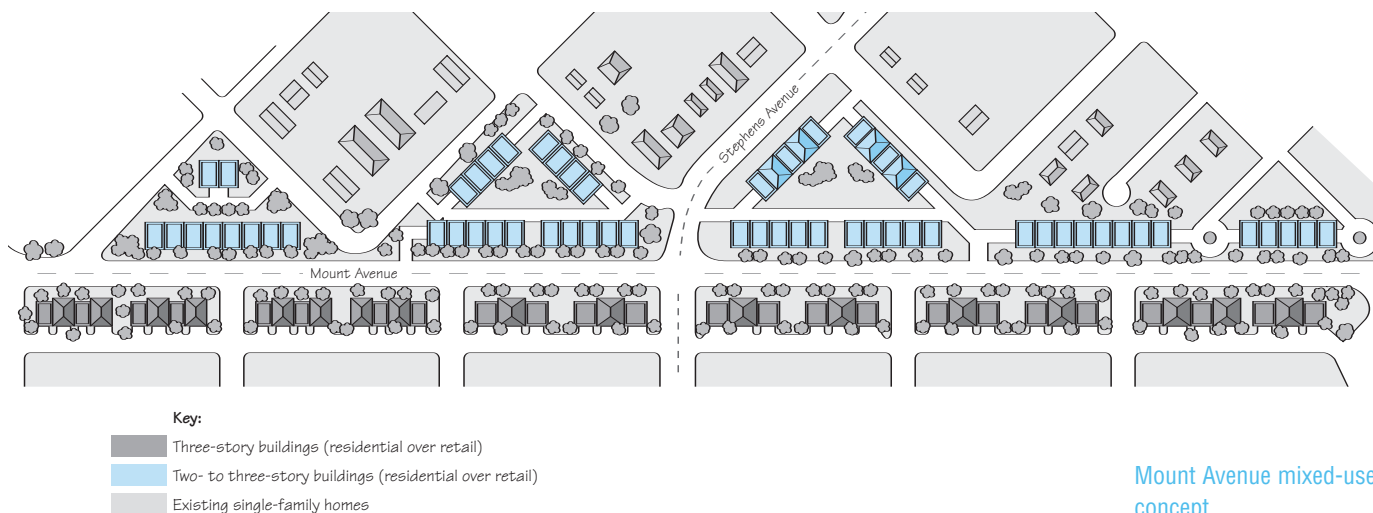 Stephens Avenue
Mount Avenue
Key:
Three-story buildings (residential over retail)
Two- to three-story buildings (residential over retail)
Existing single-family homes
Mount Avenue mixed-use
concept